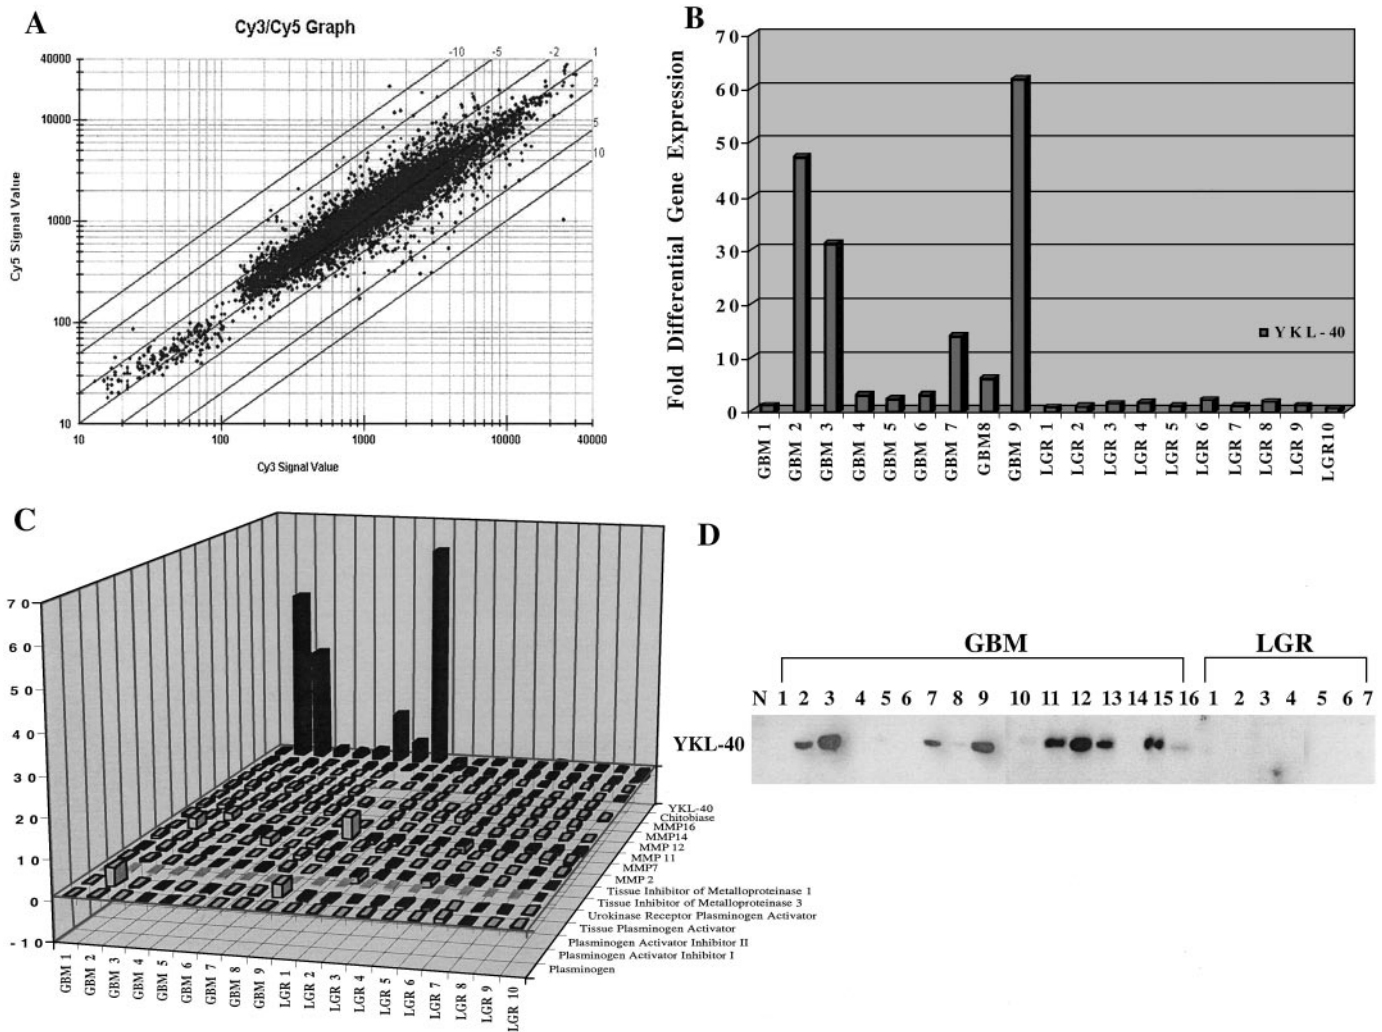 A
Cy3/Cy5 Graph
-10 -5 -2 1
2
5
10
40000
10000
1000
100
10
Cy5 Signal Value
10 100 1000 10000 40000
Cy3 Signal Value
B
Fold Differential Gene Expression
70
60
50
40
30
20
10
0
YKL-40
GBM 1
GBM 2
GBM 3
GBM 4
GBM 5
GBM 6
GBM 7
GBM8
GBM 9
LGR 1
LGR 2
LGR 3
LGR 4
LGR 5
LGR 6
LGR 7
LGR 8
LGR 9
LGR10
C
70
60
50
40
30
20
10
0
-10
YKL-40
Chitobiase
MMP16
MMP14
MMP 12
MMP 11
MMP7
MMP 2
Tissue Inhibitor of Metalloproteinase 1
Tissue Inhibitor of Metalloproteinase 3
Urokinase Receptor Plasminogen Activator
Tissue Plasminogen Activator
Plasminogen Activator Inhibitor II
Plasminogen Activator Inhibitor I
Plasminogen
GBM 1
GBM 2
GBM 3
GBM 4
GBM 5
GBM 6
GBM 7
GBM 8
GBM 9
LGR 1
LGR 2
LGR 3
LGR 4
LGR 5
LGR 6
LGR 7
LGR 8
LGR 9
LGR 10
D
GBM LGR
N 1 2 3 4 5 6 7 8 9 10 11 12 13 14 15 16 1 2 3 4 5 6 7
YKL-40